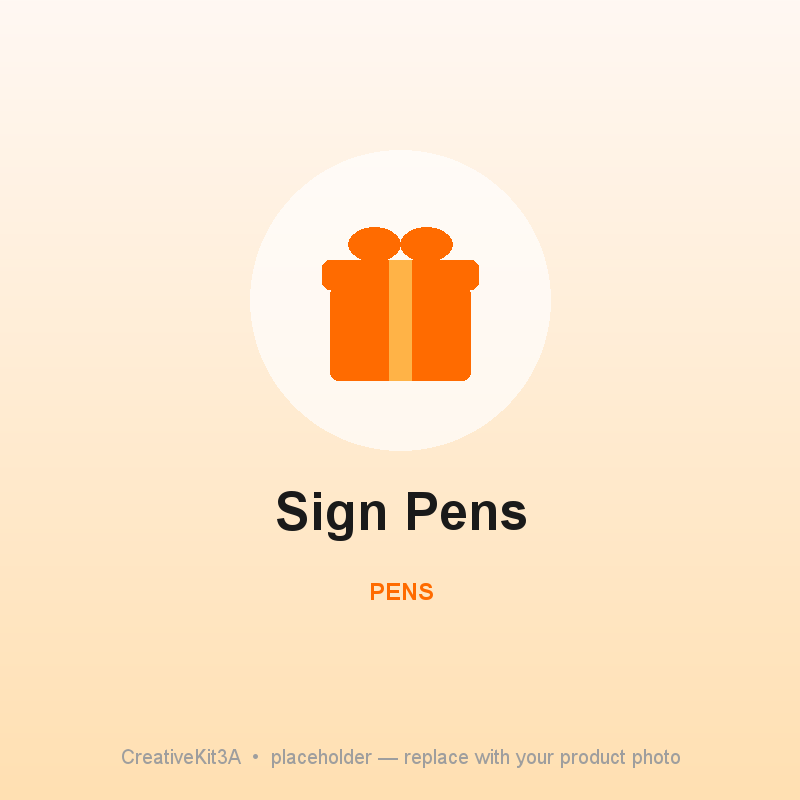 Sign Pens
PENS
CreativeKit3A • placeholder — replace with your product photo